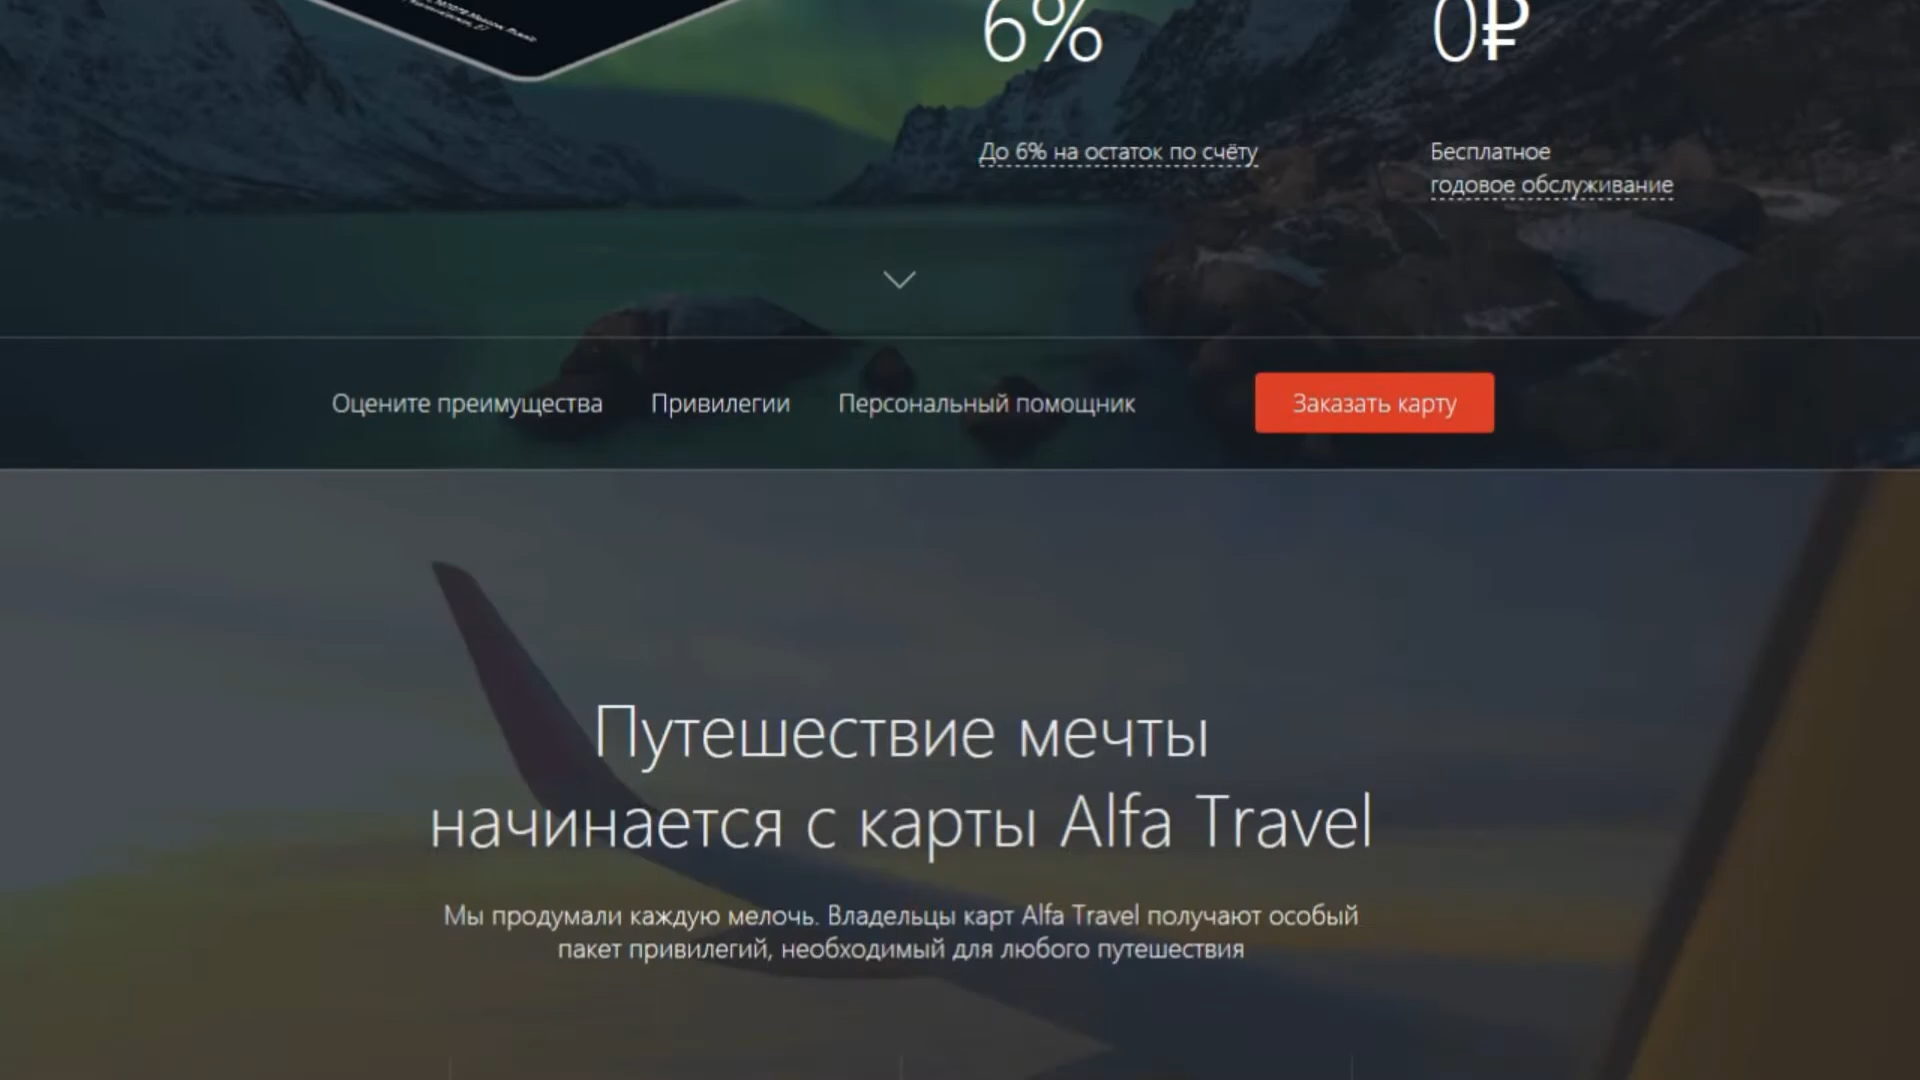 6%
0₽
До 6% на остаток по счёту
Бесплатное
годовое обслуживание
Оцените преимущества
Привилегии
Персональный помощник
Заказать карту
Путешествие мечты
начинается с карты Alfa Travel
Мы продумали каждую мелочь. Владельцы карт Alfa Travel получают особый
пакет привилегий, необходимый для любого путешествия